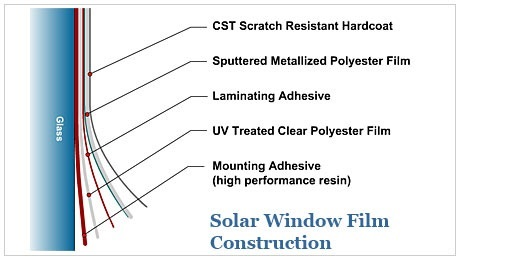 CST Scratch Resistant Hardcoat
Sputtered Metallized Polyester Film
Laminating Adhesive
Glass
UV Treated Clear Polyester Film
Mounting Adhesive
(high performance resin)
Solar Window Film
Construction